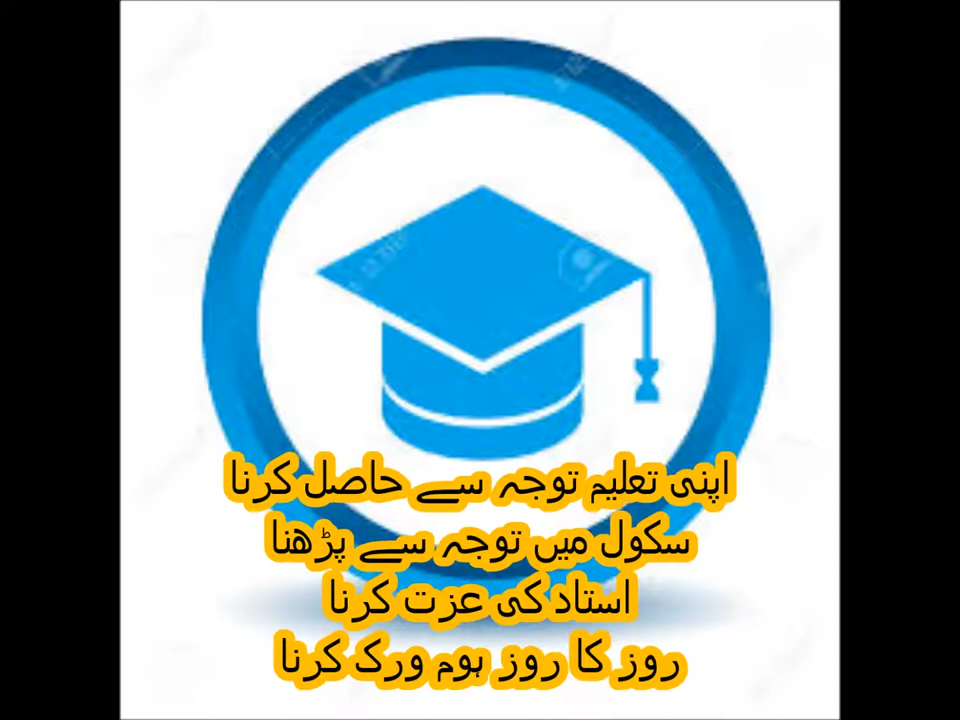 اپنی تعلیم توجہ سے حاصل کرنا
سکول میں توجہ سے پڑھنا
استاد کی عزت کرنا
روز کا روز ہوم ورک کرنا